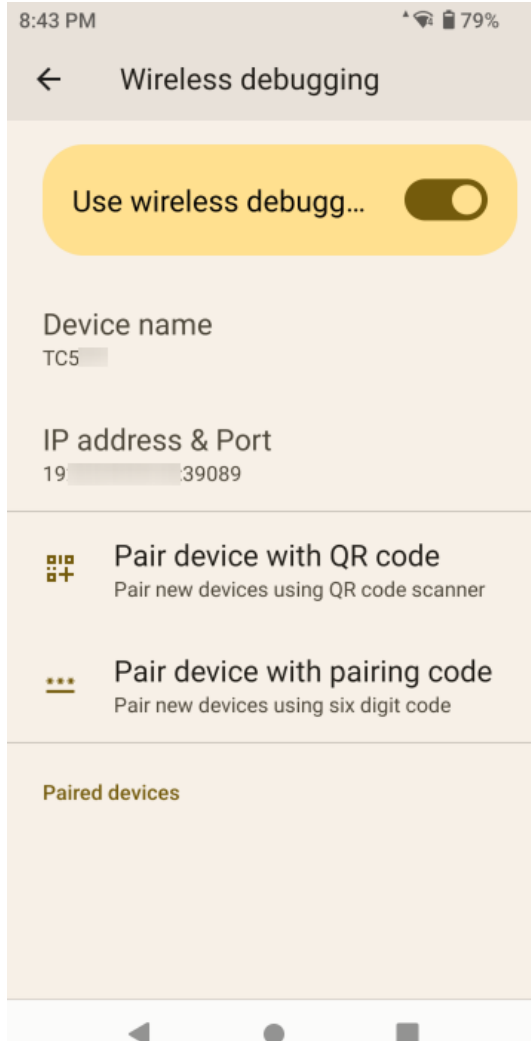 8:43 PM 79%
Wireless debugging
Use wireless debugg...
Device name
TC5
IP address & Port
19 :39089
Pair device with QR code
Pair new devices using QR code scanner
Pair device with pairing code
Pair new devices using six digit code
Paired devices